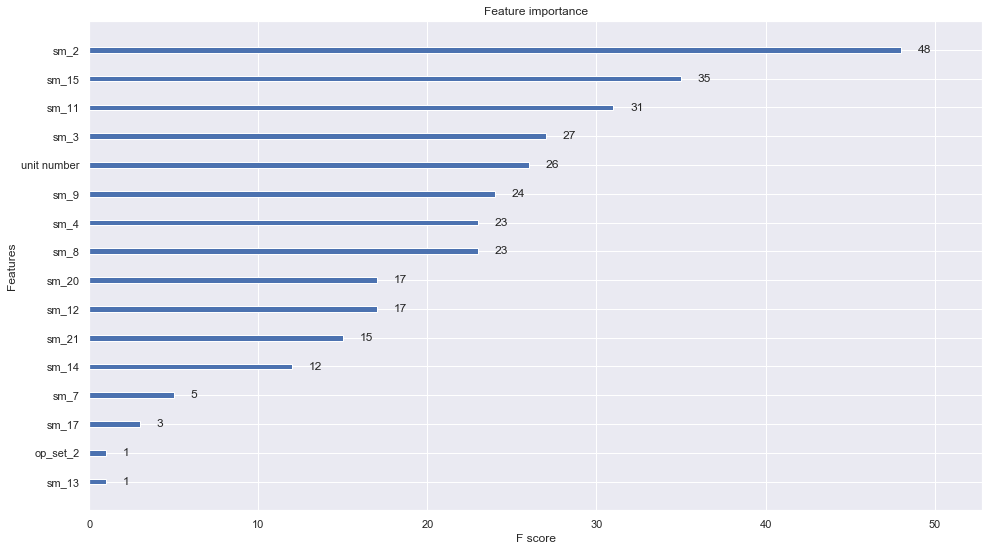 Feature importance
sm_2 48
sm_15 35
sm_11 31
sm_3 27
unit number 26
sm_9 24
sm_4 23
sm_8 23
sm_20 17
sm_12 17
sm_21 15
sm_14 12
sm_7 5
sm_17 3
op_set_2 1
sm_13 1
Features
0 10 20 30 40 50
F score